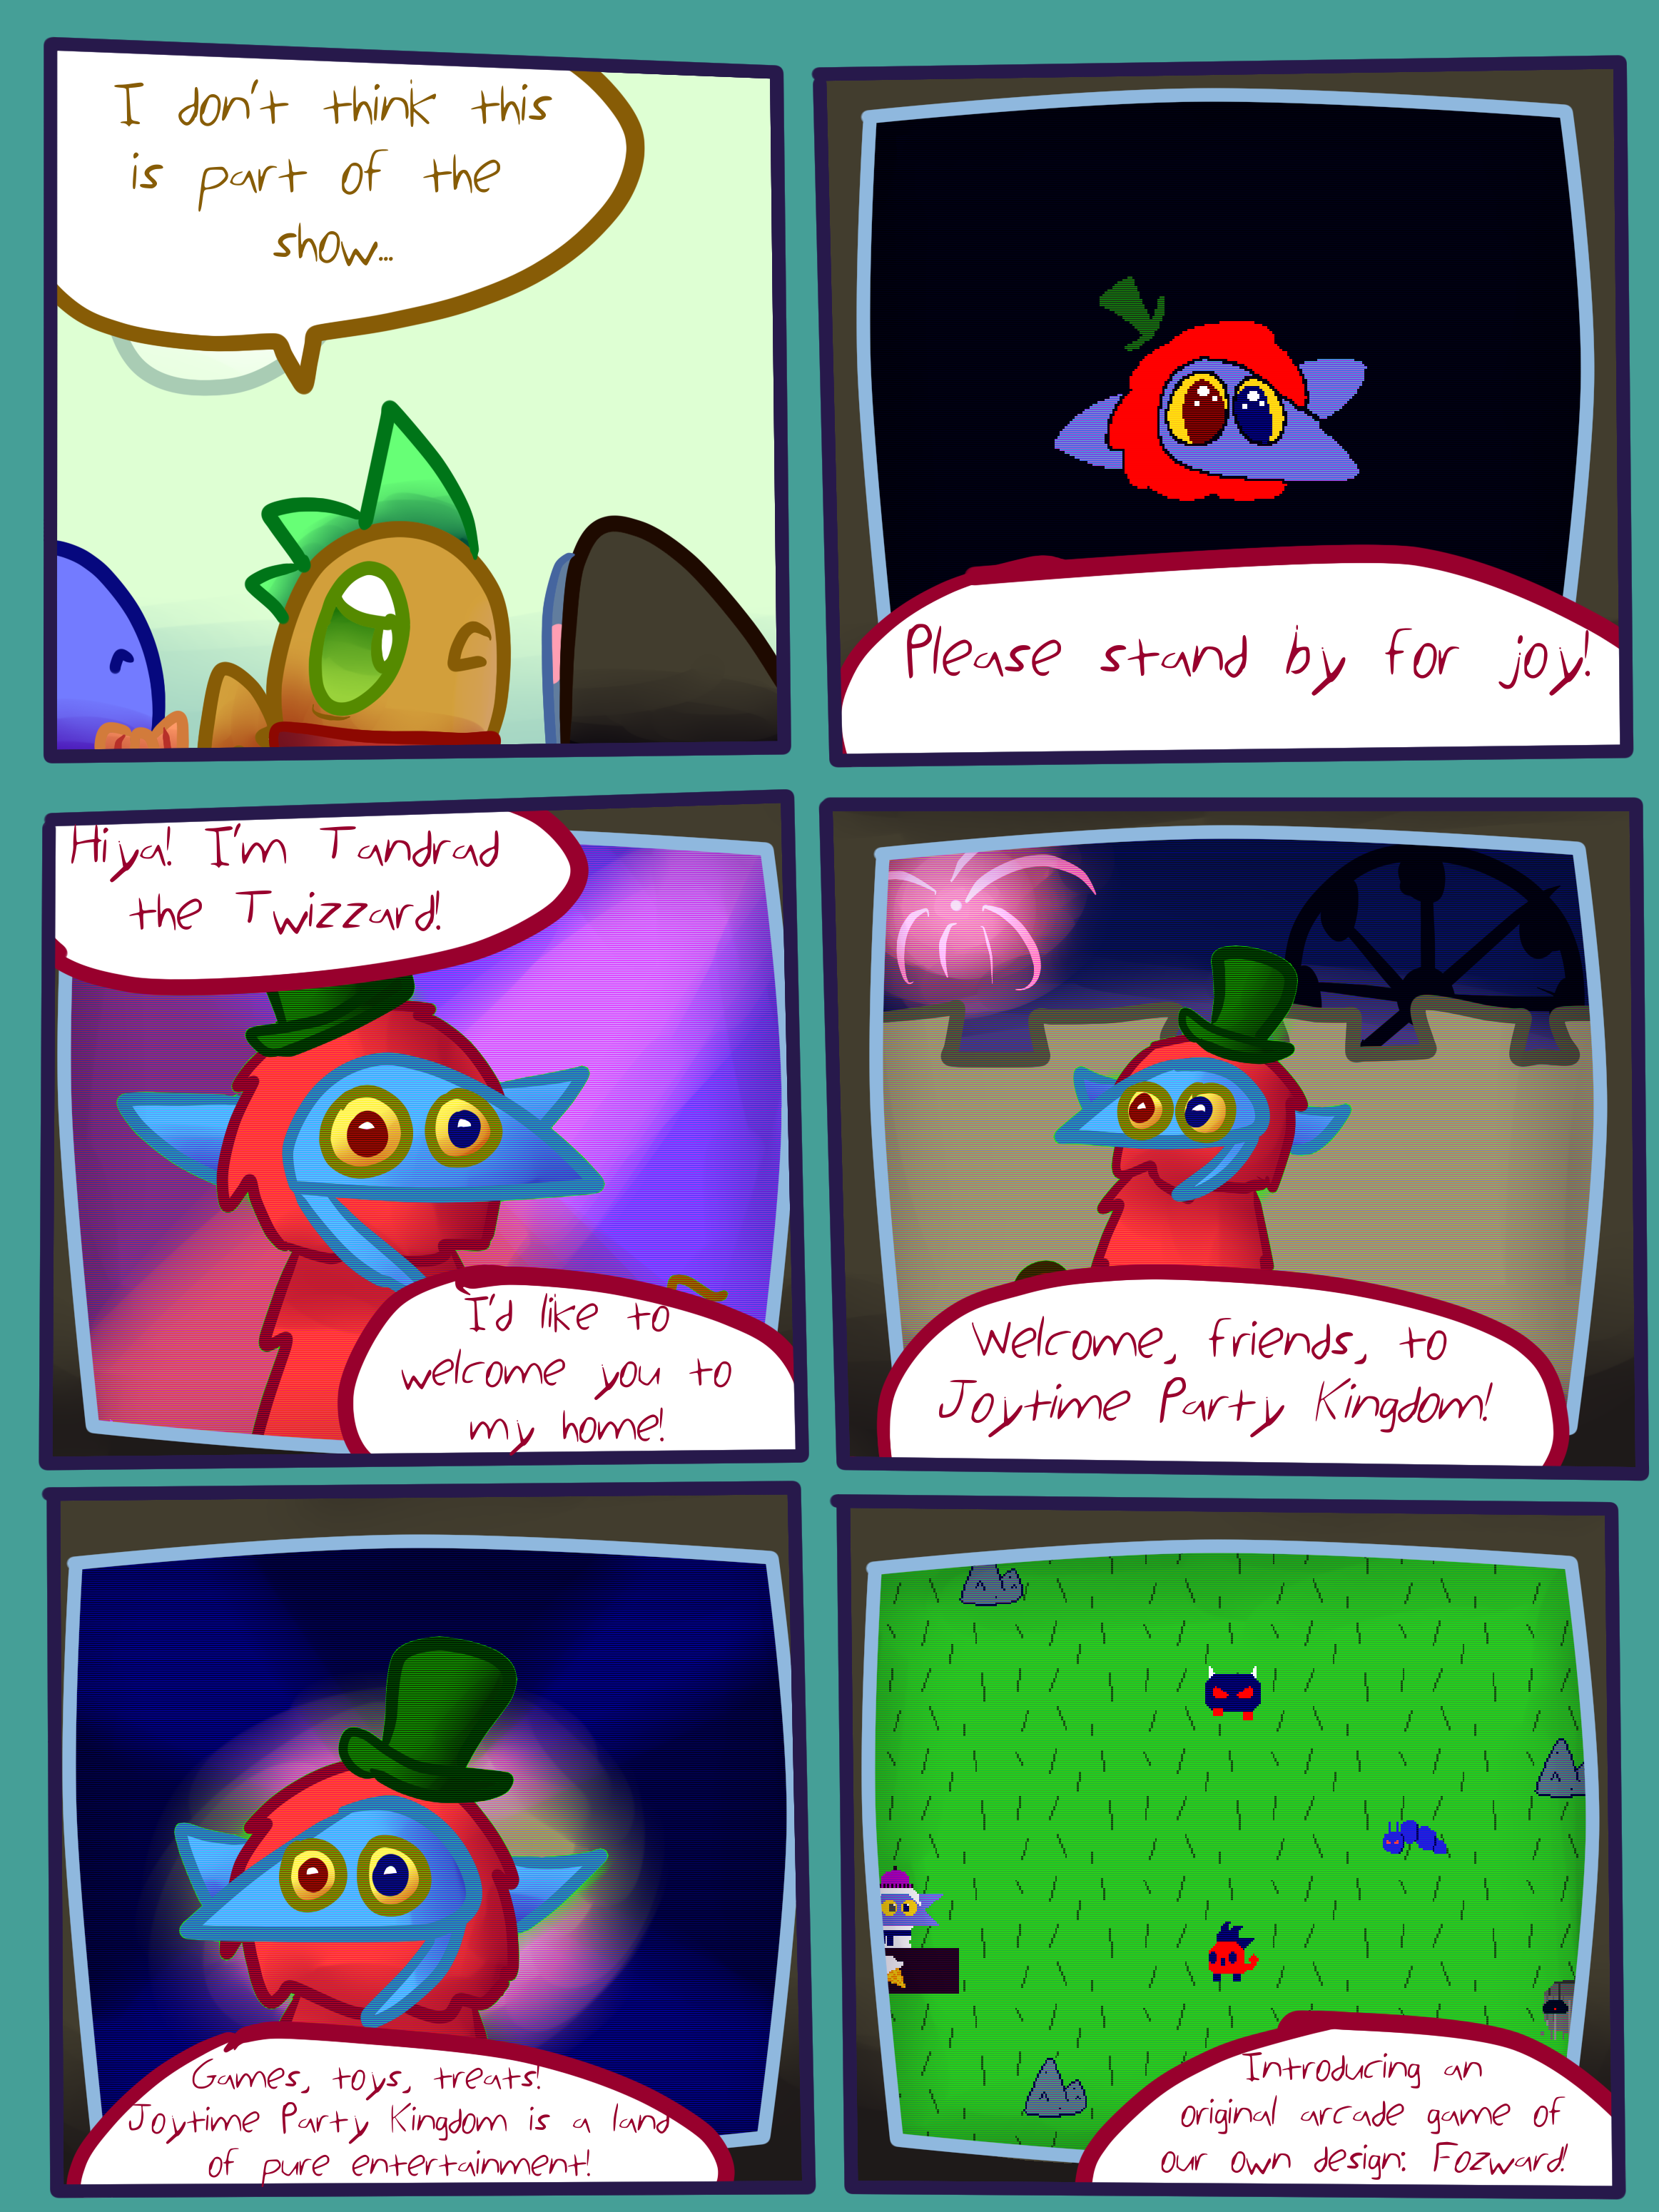 I don't think this
is part of the
show...
Please stand by for joy!
Hiya! I'm Tandrad
the Twizzard!
I'd like to
welcome you to
my home!
Welcome, friends, to
Joytime Party Kingdom!
Games, toys, treats!
Joytime Party Kingdom is a land
of pure entertainment!
Introducing an
original arcade game of
our own design: Fozward!